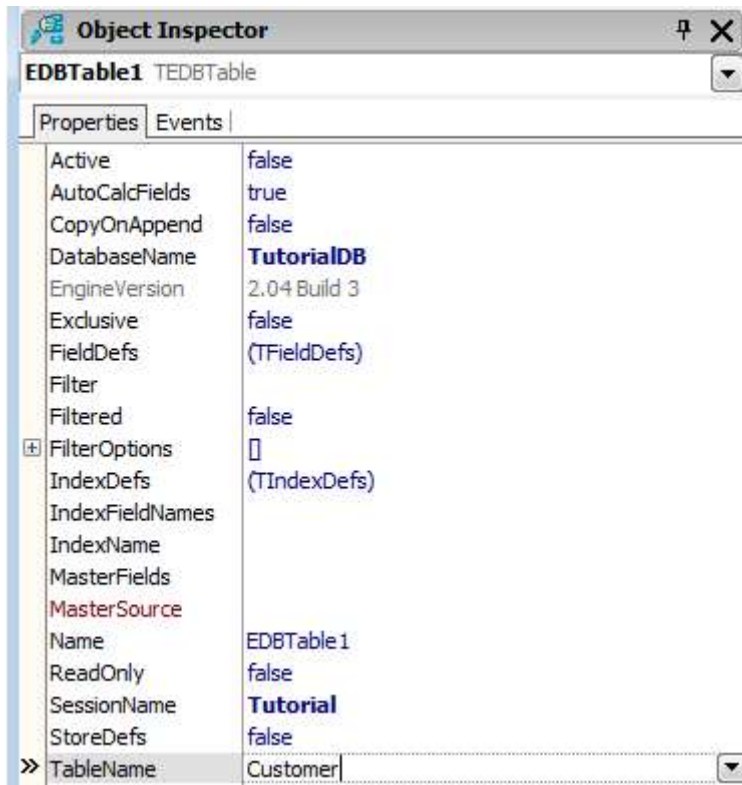 Object Inspector
EDBTable1 TEDBTable
Properties Events
Active false
AutoCalcFields true
CopyOnAppend false
DatabaseName TutorialDB
EngineVersion 2.04 Build 3
Exclusive false
FieldDefs (TFieldDefs)
Filter
Filtered false
FilterOptions []
IndexDefs (TIndexDefs)
IndexFieldNames
IndexName
MasterFields
MasterSource
Name EDBTable1
ReadOnly false
SessionName Tutorial
StoreDefs false
TableName Customer